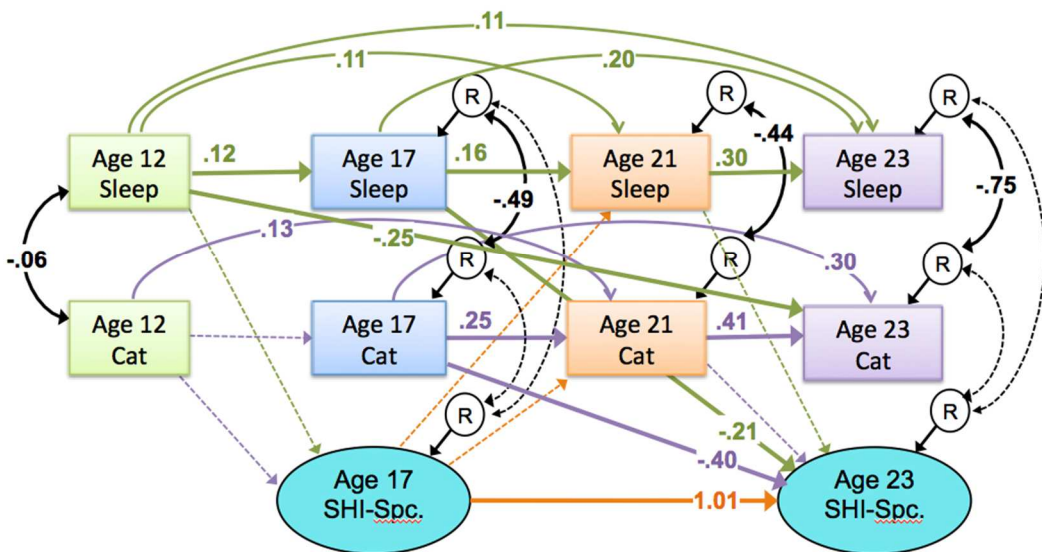 .11
.11
.20
R
R
R
-.44
Age 12
Sleep
.12
Age 17
Sleep
.16
Age 21
Sleep
.30
Age 23
Sleep
-.49
-.75
-.06
.13
-.25
R
R
.30
R
Age 12
Cat
Age 17
Cat
.25
Age 21
Cat
.41
Age 23
Cat
R
R
-.21
-.40
Age 17
SHI-Spc.
1.01
Age 23
SHI-Spc.